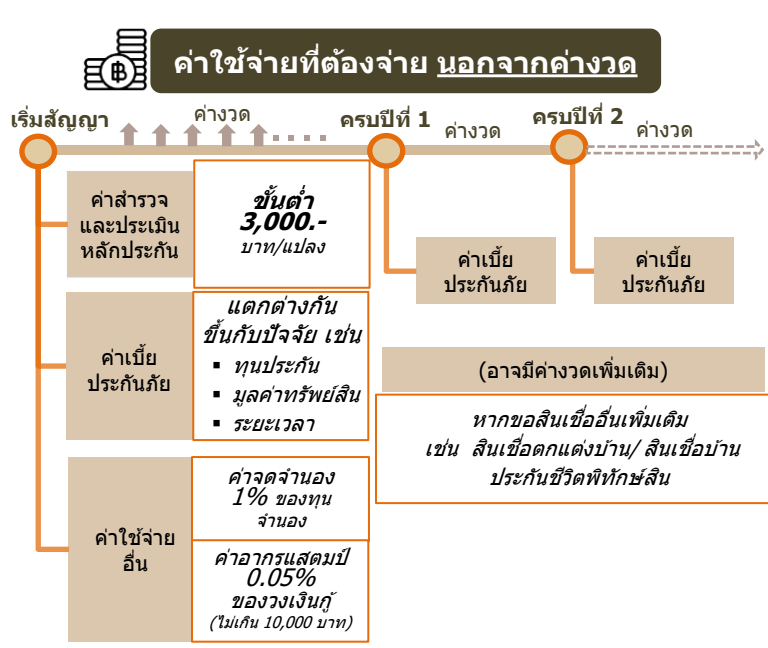 ค่าใช้จ่ายที่ต้องจ่าย นอกจากค่างวด
เริ่มสัญญา
ค่างวด
ครบปีที่ 1
ค่างวด
ครบปีที่ 2
ค่างวด
ค่าสำรวจ
และประเมิน
หลักประกัน
ขั้นต่ำ
3,000.-
บาท/แปลง
ค่าเบี้ย
ประกันภัย
ค่าเบี้ย
ประกันภัย
ค่าเบี้ย
ประกันภัย
แตกต่างกัน
ขึ้นกับปัจจัย เช่น
▪ ทุนประกัน
▪ มูลค่าทรัพย์สิน
▪ ระยะเวลา
(อาจมีค่างวดเพิ่มเติม)
หากขอสินเชื่ออื่นเพิ่มเติม
เช่น สินเชื่อตกแต่งบ้าน/ สินเชื่อบ้าน
ประกันชีวิตพิทักษ์สิน
ค่าใช้จ่าย
อื่น
ค่าจดจำนอง
1% ของทุน
จำนอง
ค่าอากรแสตมป์
0.05%
ของวงเงินกู้
(ไม่เกิน 10,000 บาท)